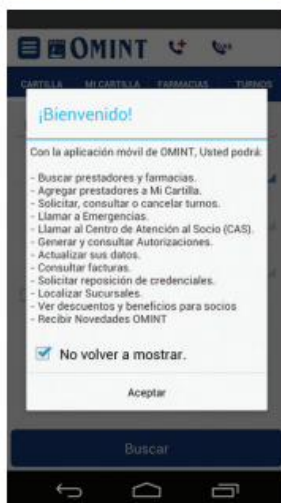 OMINT
CARTILLA MI CARTILLA FARMACIAS TURNOS
¡Bienvenido!
Con la aplicación móvil de OMINT, Usted podrá:
- Buscar prestadores y farmacias.
- Agregar prestadores a Mi Cartilla.
- Solicitar, consultar o cancelar turnos.
- Llamar a Emergencias.
- Llamar al Centro de Atención al Socio (CAS).
- Generar y consultar Autorizaciones.
- Actualizar sus datos.
- Consultar facturas.
- Solicitar reposición de credenciales.
- Localizar Sucursales.
- Ver descuentos y beneficios para socios
- Recibir Novedades OMINT
No volver a mostrar.
Aceptar
Buscar